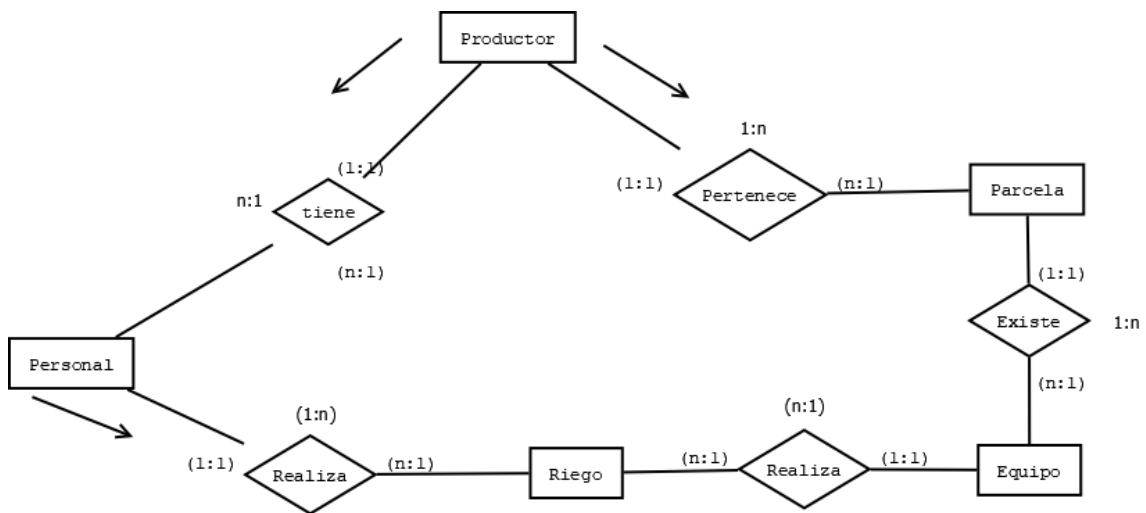 Productor
1:n
(1:1)
n:1
tiene
(1:1)
Pertenece
(n:1)
Parcela
(n:1)
(1:1)
Existe
1:n
Personal
(n:1)
(1:n)
(n:1)
(1:1)
Realiza
(n:1)
Riego
(n:1)
Realiza
(1:1)
Equipo